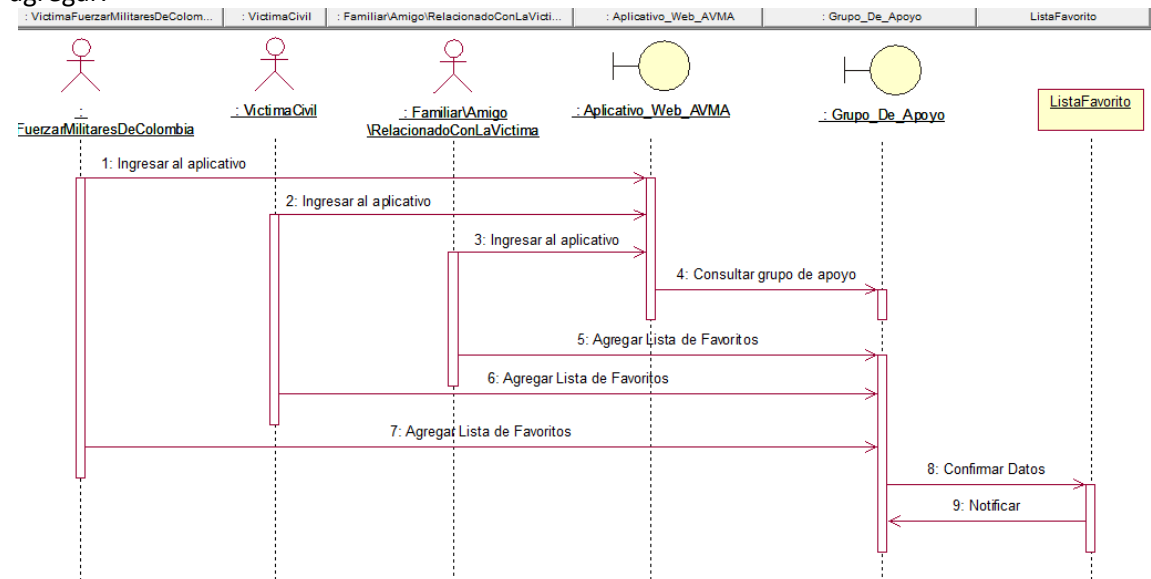 agregar.
: VictimaFuerzarMilitaresDeColom...
: VictimaCivil
: Familiar\Amigo\RelacionadoConLaVicti...
: Aplicativo_Web_AVMA
: Grupo_De_Apoyo
ListaFavorito
:
FuerzarMilitaresDeColombia
: VictimaCivil
: Familiar\Amigo
\RelacionadoConLaVictima
: Aplicativo_Web_AVMA
: Grupo_De_Apoyo
ListaFavorito
1: Ingresar al aplicativo
2: Ingresar al aplicativo
3: Ingresar al aplicativo
4: Consultar grupo de apoyo
5: Agregar Lista de Favoritos
6: Agregar Lista de Favoritos
7: Agregar Lista de Favoritos
8: Confirmar Datos
9: Notificar